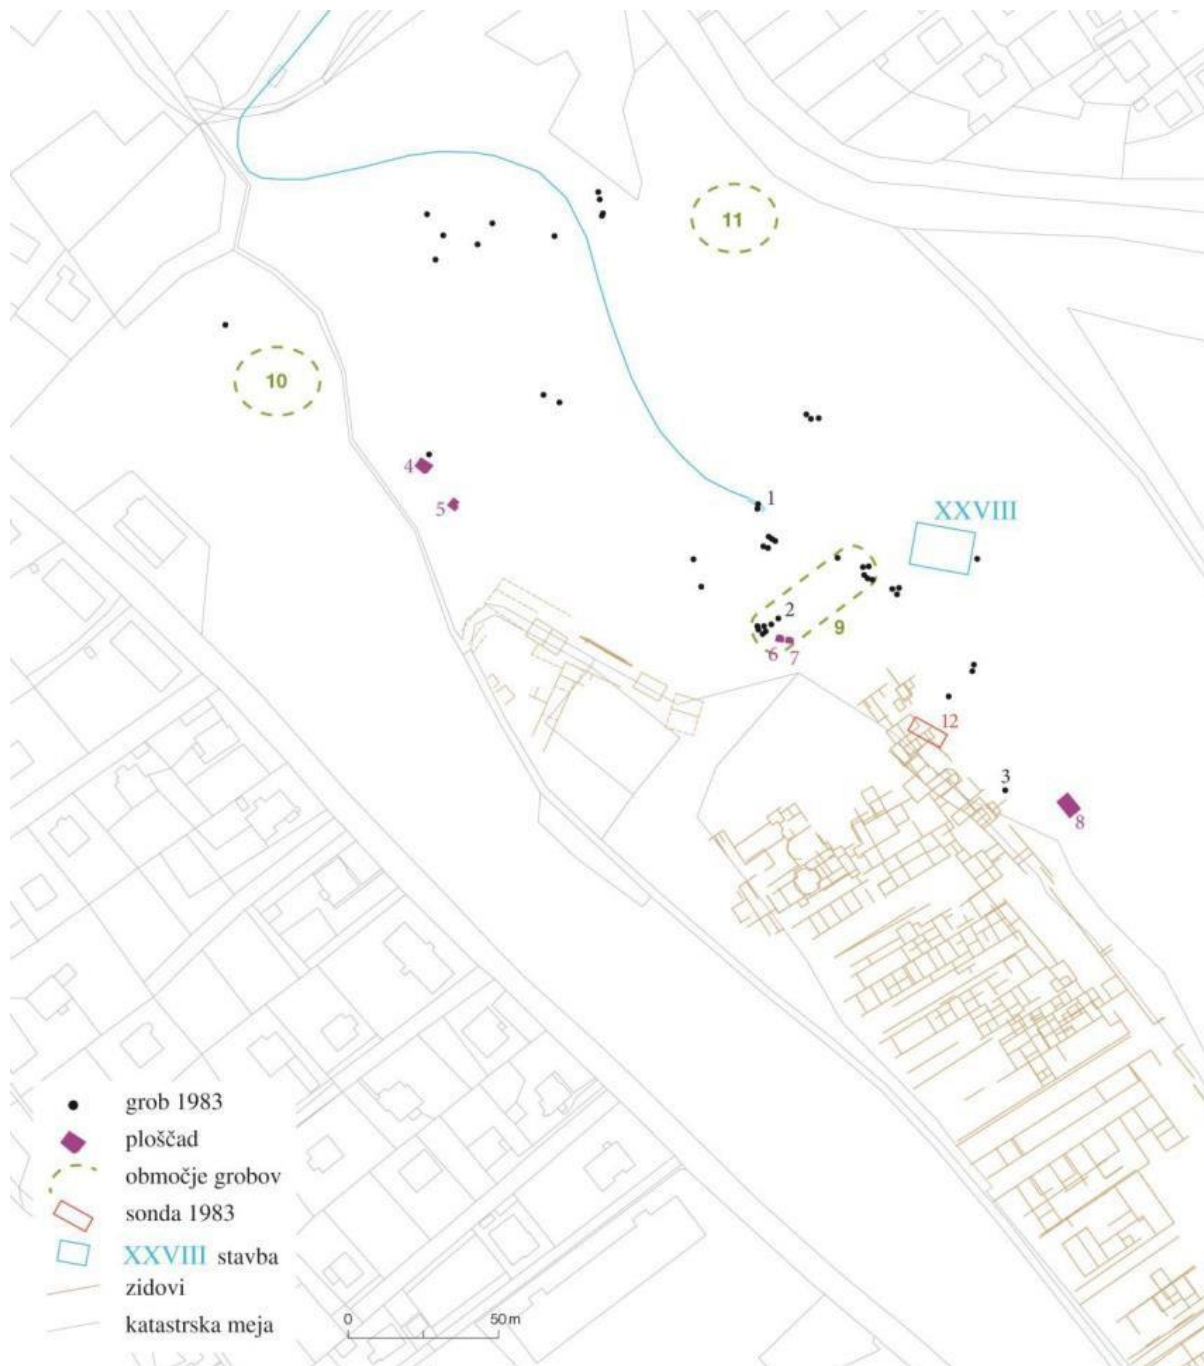 11
10
4
5
1
XXVIII
2
9
6
7
12
3
8
grob 1983
ploščad
območje grobov
sonda 1983
XXVIII stavba
zidovi
katastrska meja
0 50 m